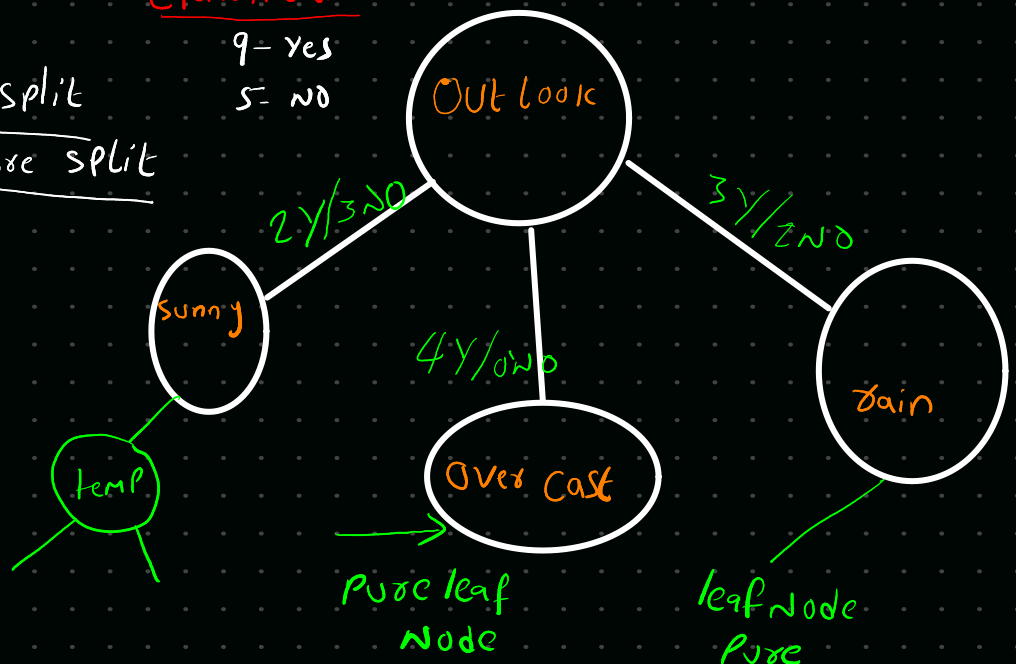 9- Yes
5- NO
split
split
Outlook
2Y/3NO
3Y/2NO
sunny
4Y/0NO
rain
temp
Over Cast
Pure leaf
Node
leaf Node
Pure